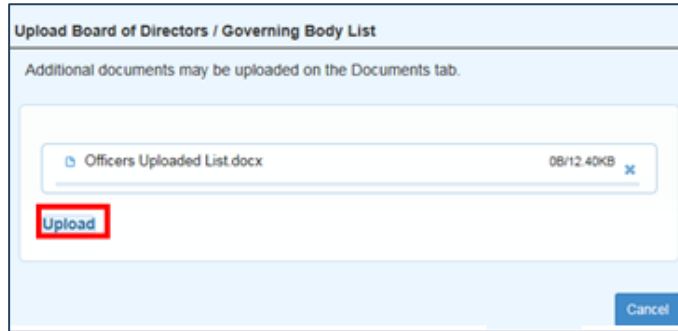 Upload Board of Directors / Governing Body List
Additional documents may be uploaded on the Documents tab.
Officers Uploaded List.docx 0B/12.40KB
Upload
Cancel